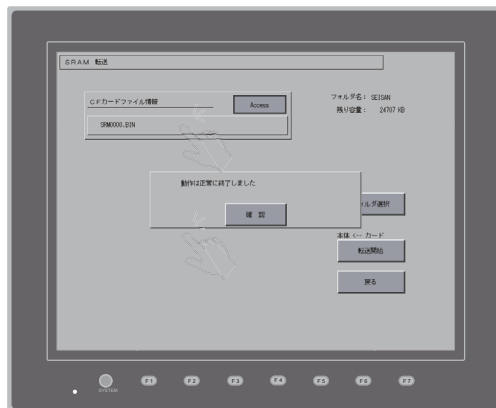 SRAM 転送
CFカードファイル情報
Access
フォルダ名: SEISAN
残り容量: 24707 KB
SRM0000.BIN
動作は正常に終了しました
確 認
ルダ選択
本体 <-- カード
転送開始
戻る
SYSTEM
F1
F2
F3
F4
F5
F6
F7